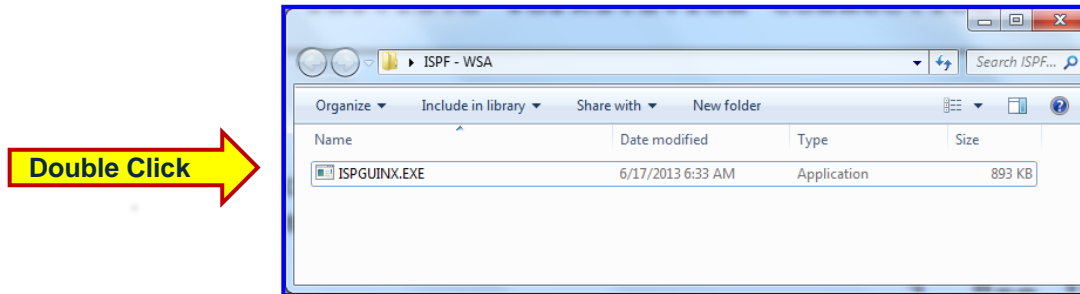 ISPF - WSA
Search ISPF...
Organize Include in library Share with New folder
Name Date modified Type Size
Double Click
ISPGUINX.EXE 6/17/2013 6:33 AM Application 893 KB